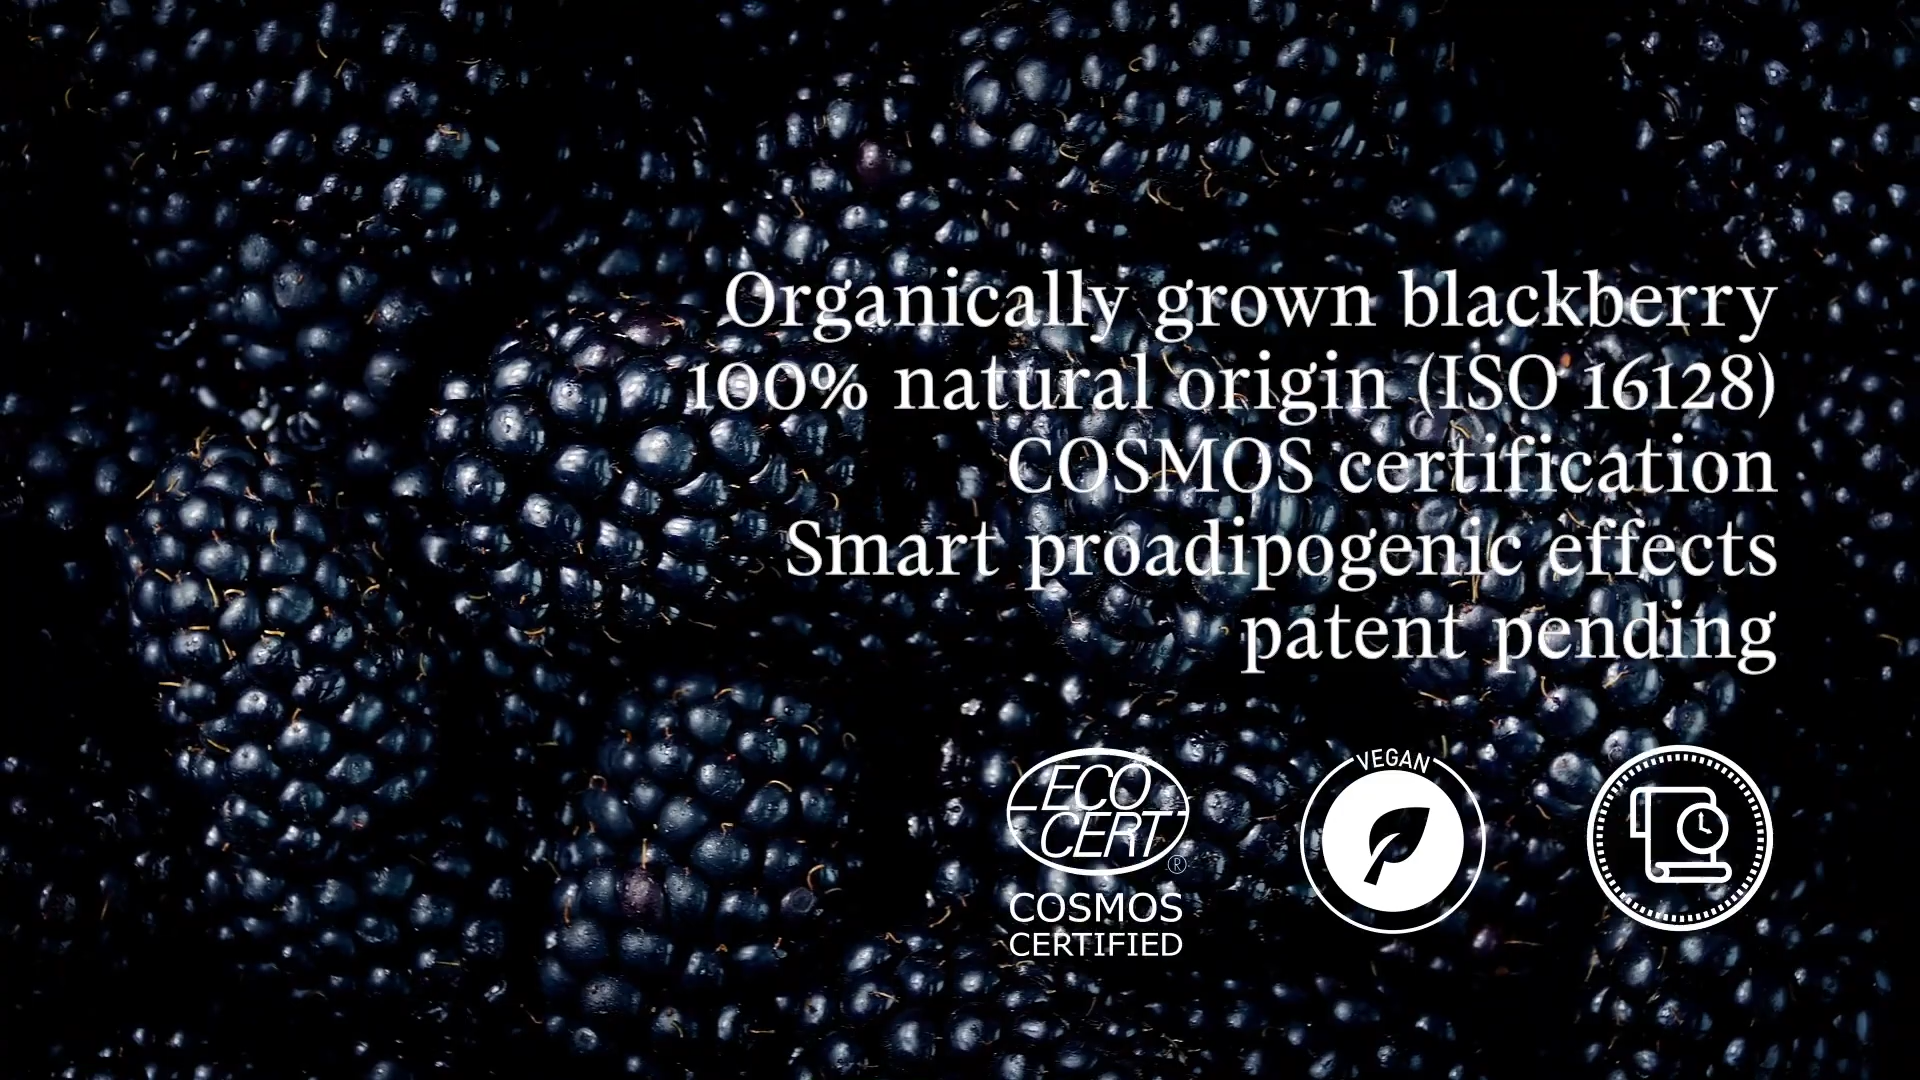 Organically grown blackberry
100% natural origin (ISO 16128)
COSMOS certification
Smart proadipogenic effects
patent pending
ECO
CERT
®
COSMOS
CERTIFIED
VEGAN